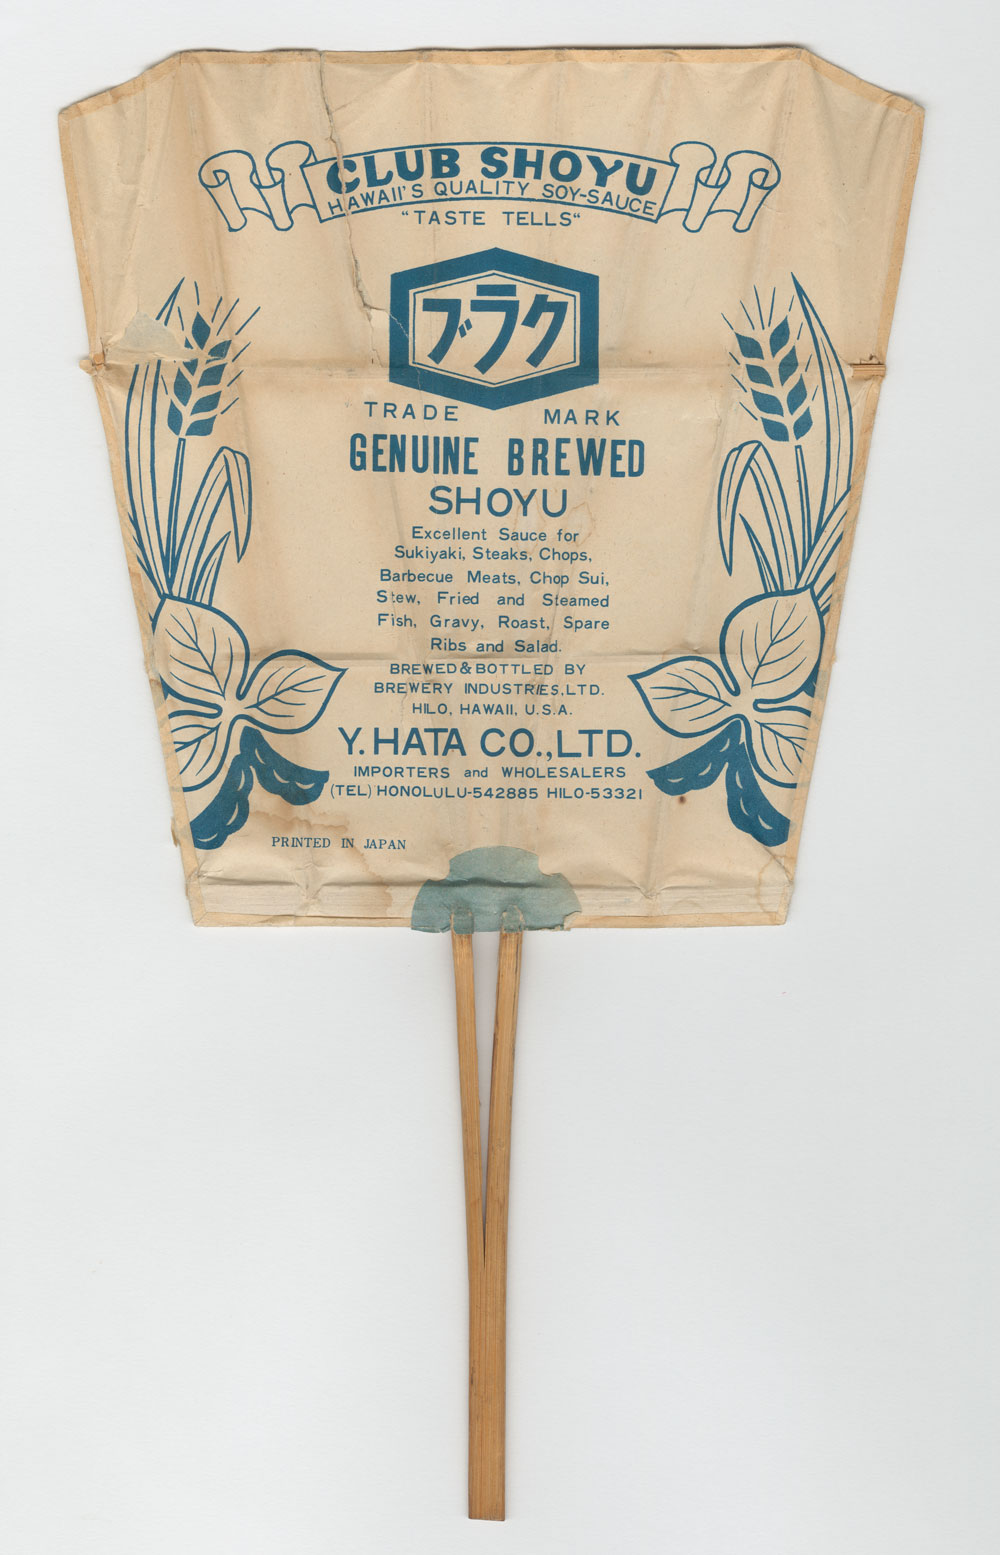 CLUB SHOYU
HAWAII'S QUALITY SOY-SAUCE
"TASTE TELLS"
ブラク
TRADE MARK
GENUINE BREWED
SHOYU
Excellent Sauce for
Sukiyaki, Steaks, Chops,
Barbecue Meats, Chop Sui,
Stew, Fried and Steamed
Fish, Gravy, Roast, Spare
Ribs and Salad.
BREWED & BOTTLED BY
BREWERY INDUSTRIES, LTD.
HILO, HAWAII, U.S.A.
Y. HATA CO., LTD.
IMPORTERS and WHOLESALERS
(TEL) HONOLULU-542885 HILO-53321
PRINTED IN JAPAN